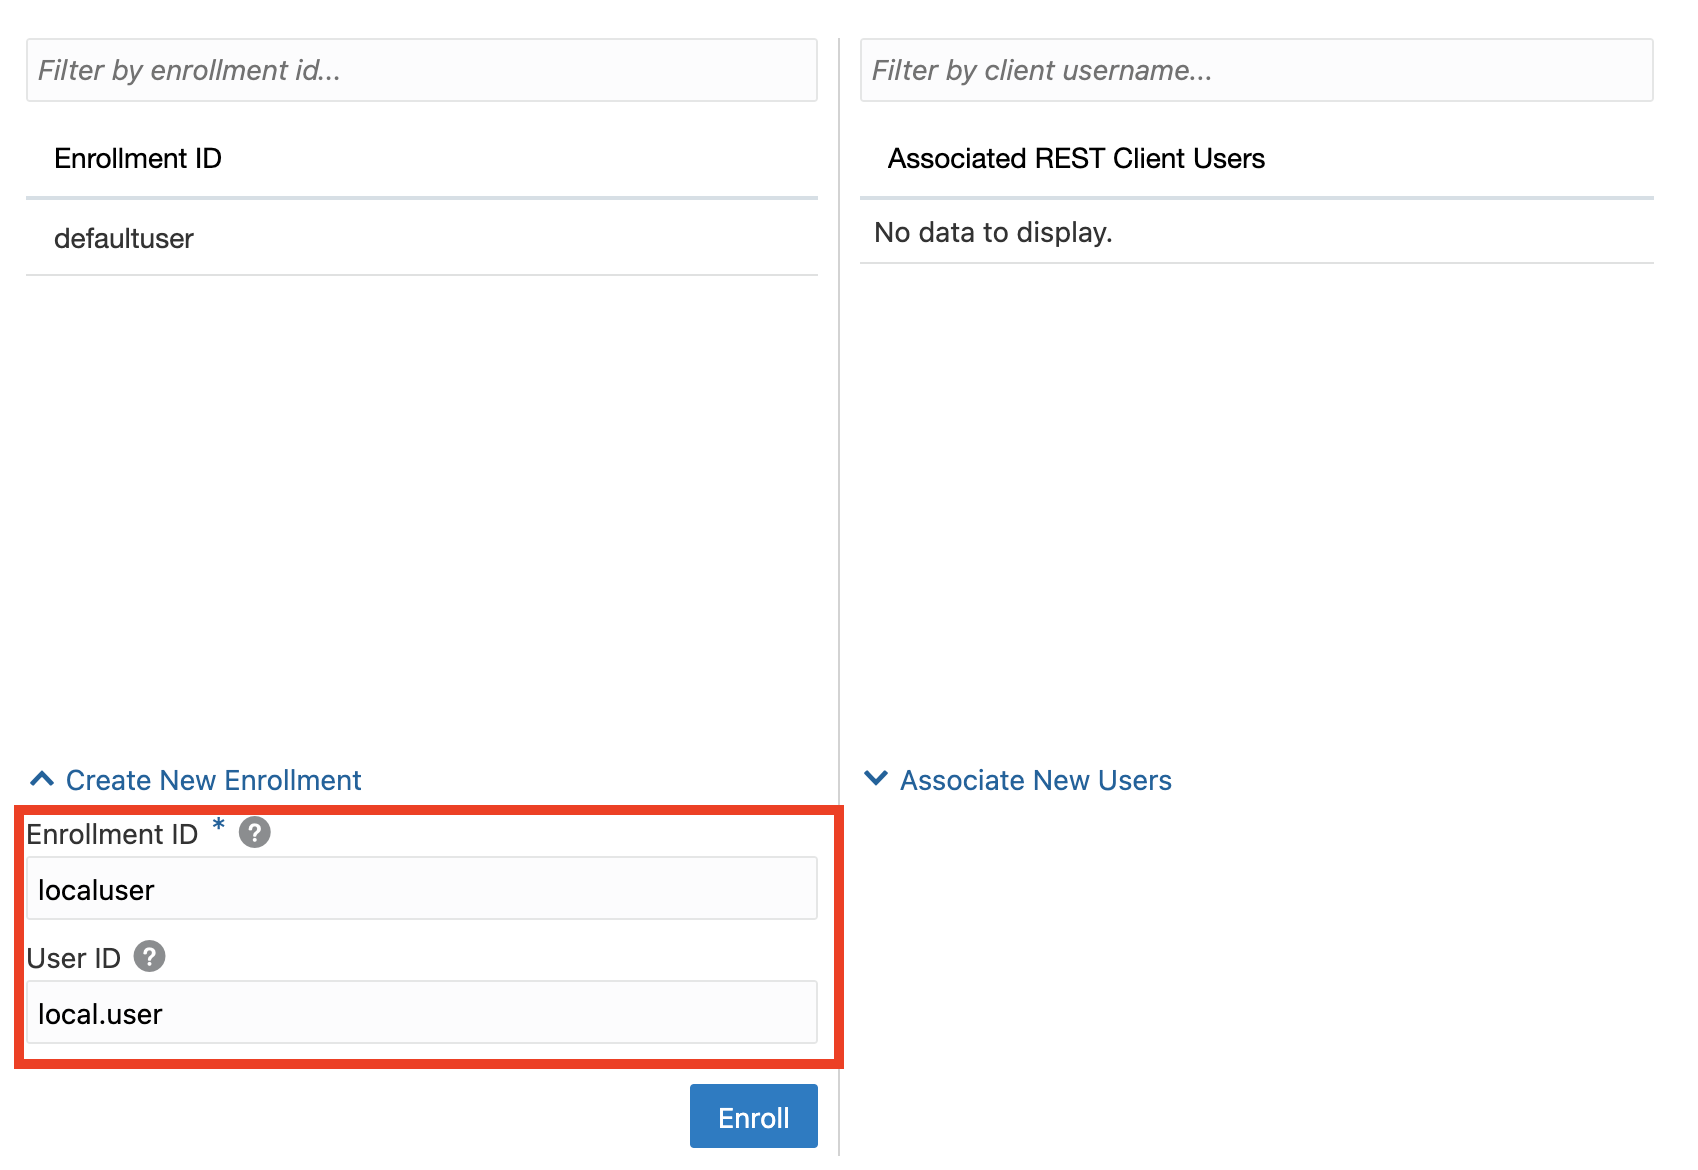 Filter by enrollment id...
Enrollment ID
defaultuser
Create New Enrollment
Enrollment ID *
?
localuser
User ID
?
local.user
Enroll
Filter by client username...
Associated REST Client Users
No data to display.
Associate New Users